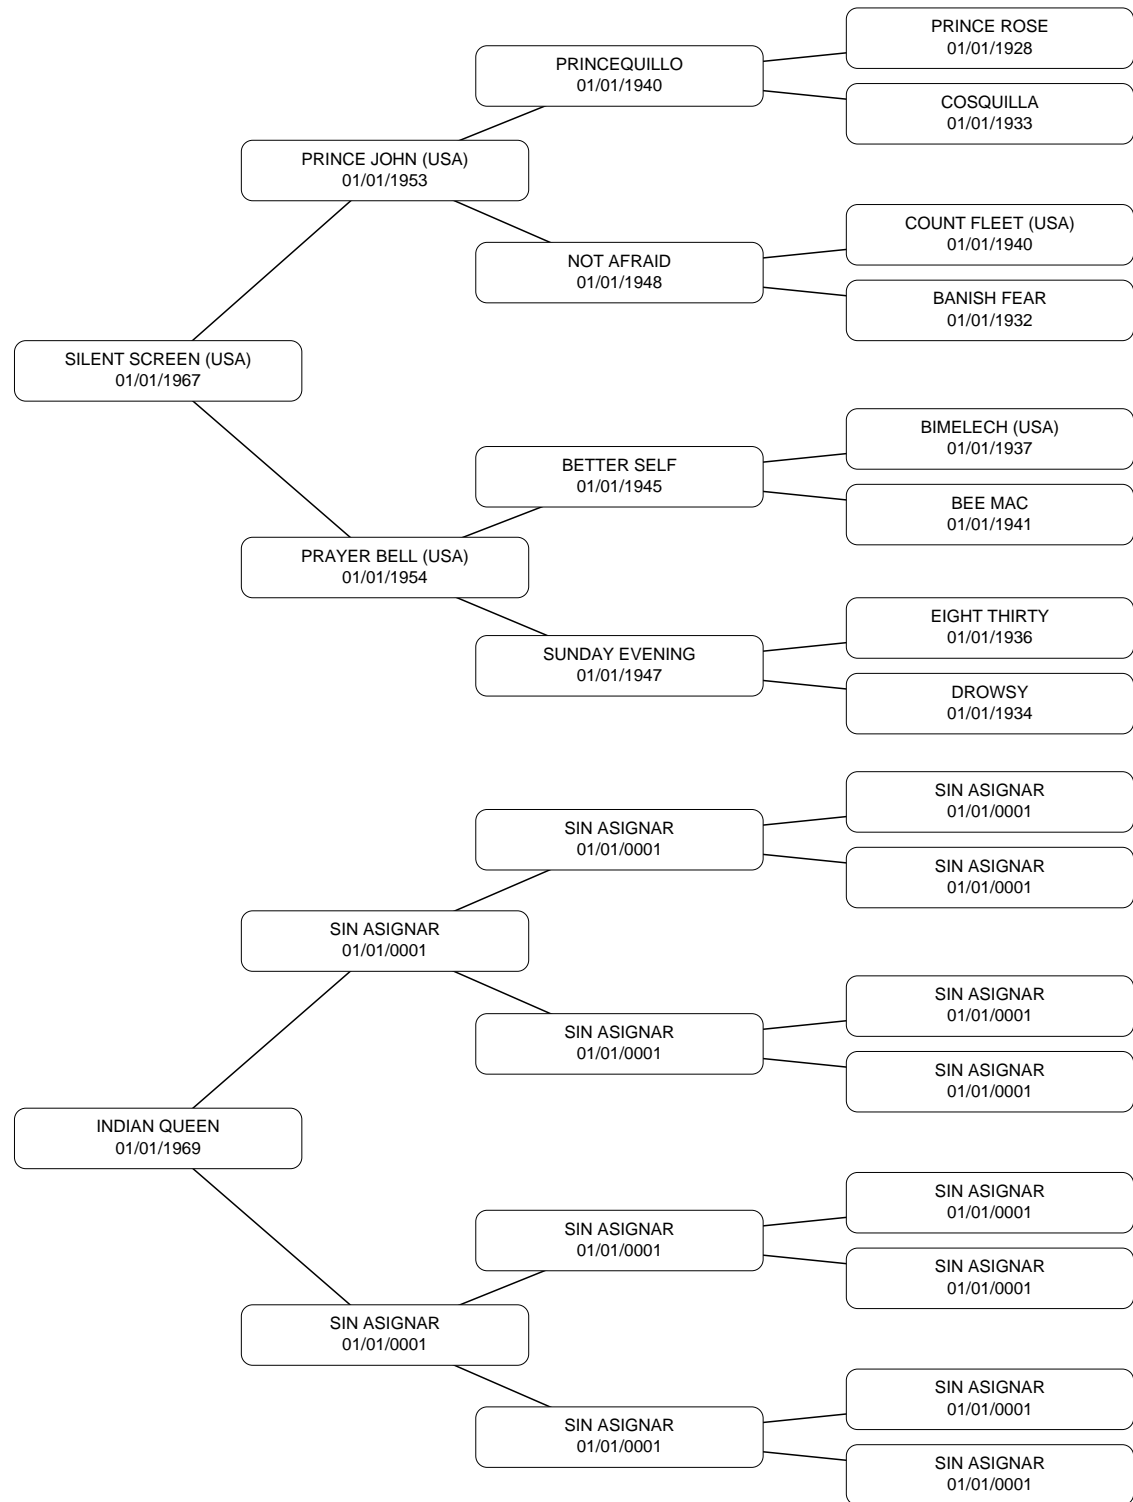 PRINCE ROSE
01/01/1928
PRINCEQUILLO
01/01/1940
COSQUILLA
01/01/1933
PRINCE JOHN (USA)
01/01/1953
COUNT FLEET (USA)
01/01/1940
NOT AFRAID
01/01/1948
BANISH FEAR
01/01/1932
SILENT SCREEN (USA)
01/01/1967
BIMELECH (USA)
01/01/1937
BETTER SELF
01/01/1945
BEE MAC
01/01/1941
PRAYER BELL (USA)
01/01/1954
EIGHT THIRTY
01/01/1936
SUNDAY EVENING
01/01/1947
DROWSY
01/01/1934
SIN ASIGNAR
01/01/0001
SIN ASIGNAR
01/01/0001
SIN ASIGNAR
01/01/0001
SIN ASIGNAR
01/01/0001
SIN ASIGNAR
01/01/0001
SIN ASIGNAR
01/01/0001
SIN ASIGNAR
01/01/0001
INDIAN QUEEN
01/01/1969
SIN ASIGNAR
01/01/0001
SIN ASIGNAR
01/01/0001
SIN ASIGNAR
01/01/0001
SIN ASIGNAR
01/01/0001
SIN ASIGNAR
01/01/0001
SIN ASIGNAR
01/01/0001
SIN ASIGNAR
01/01/0001